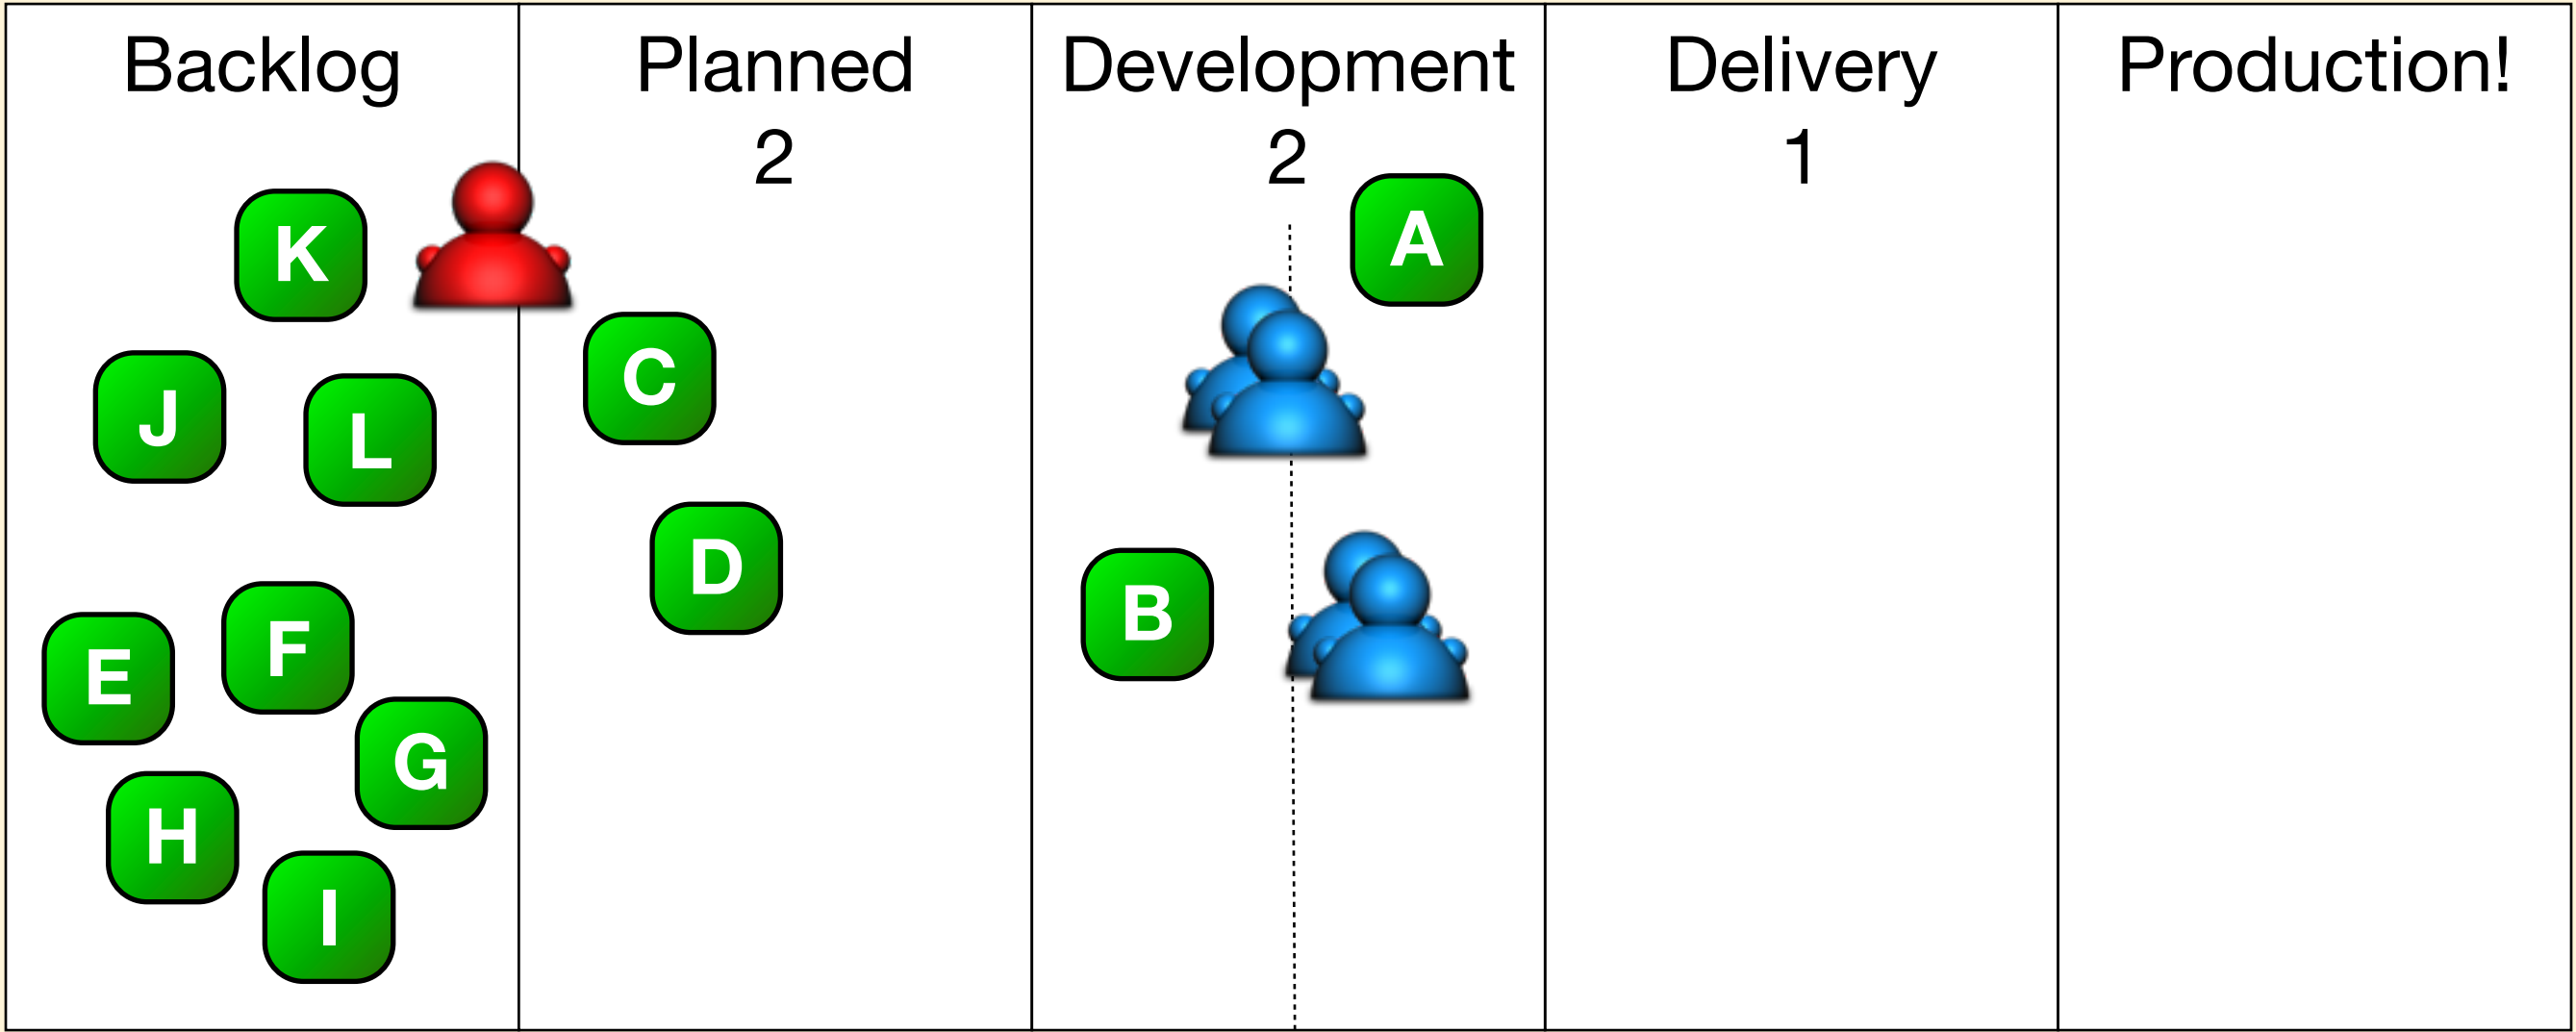 Backlog
Planned
2
Development
2
Delivery
1
Production!
K
J
L
E
F
G
H
I
C
D
A
B